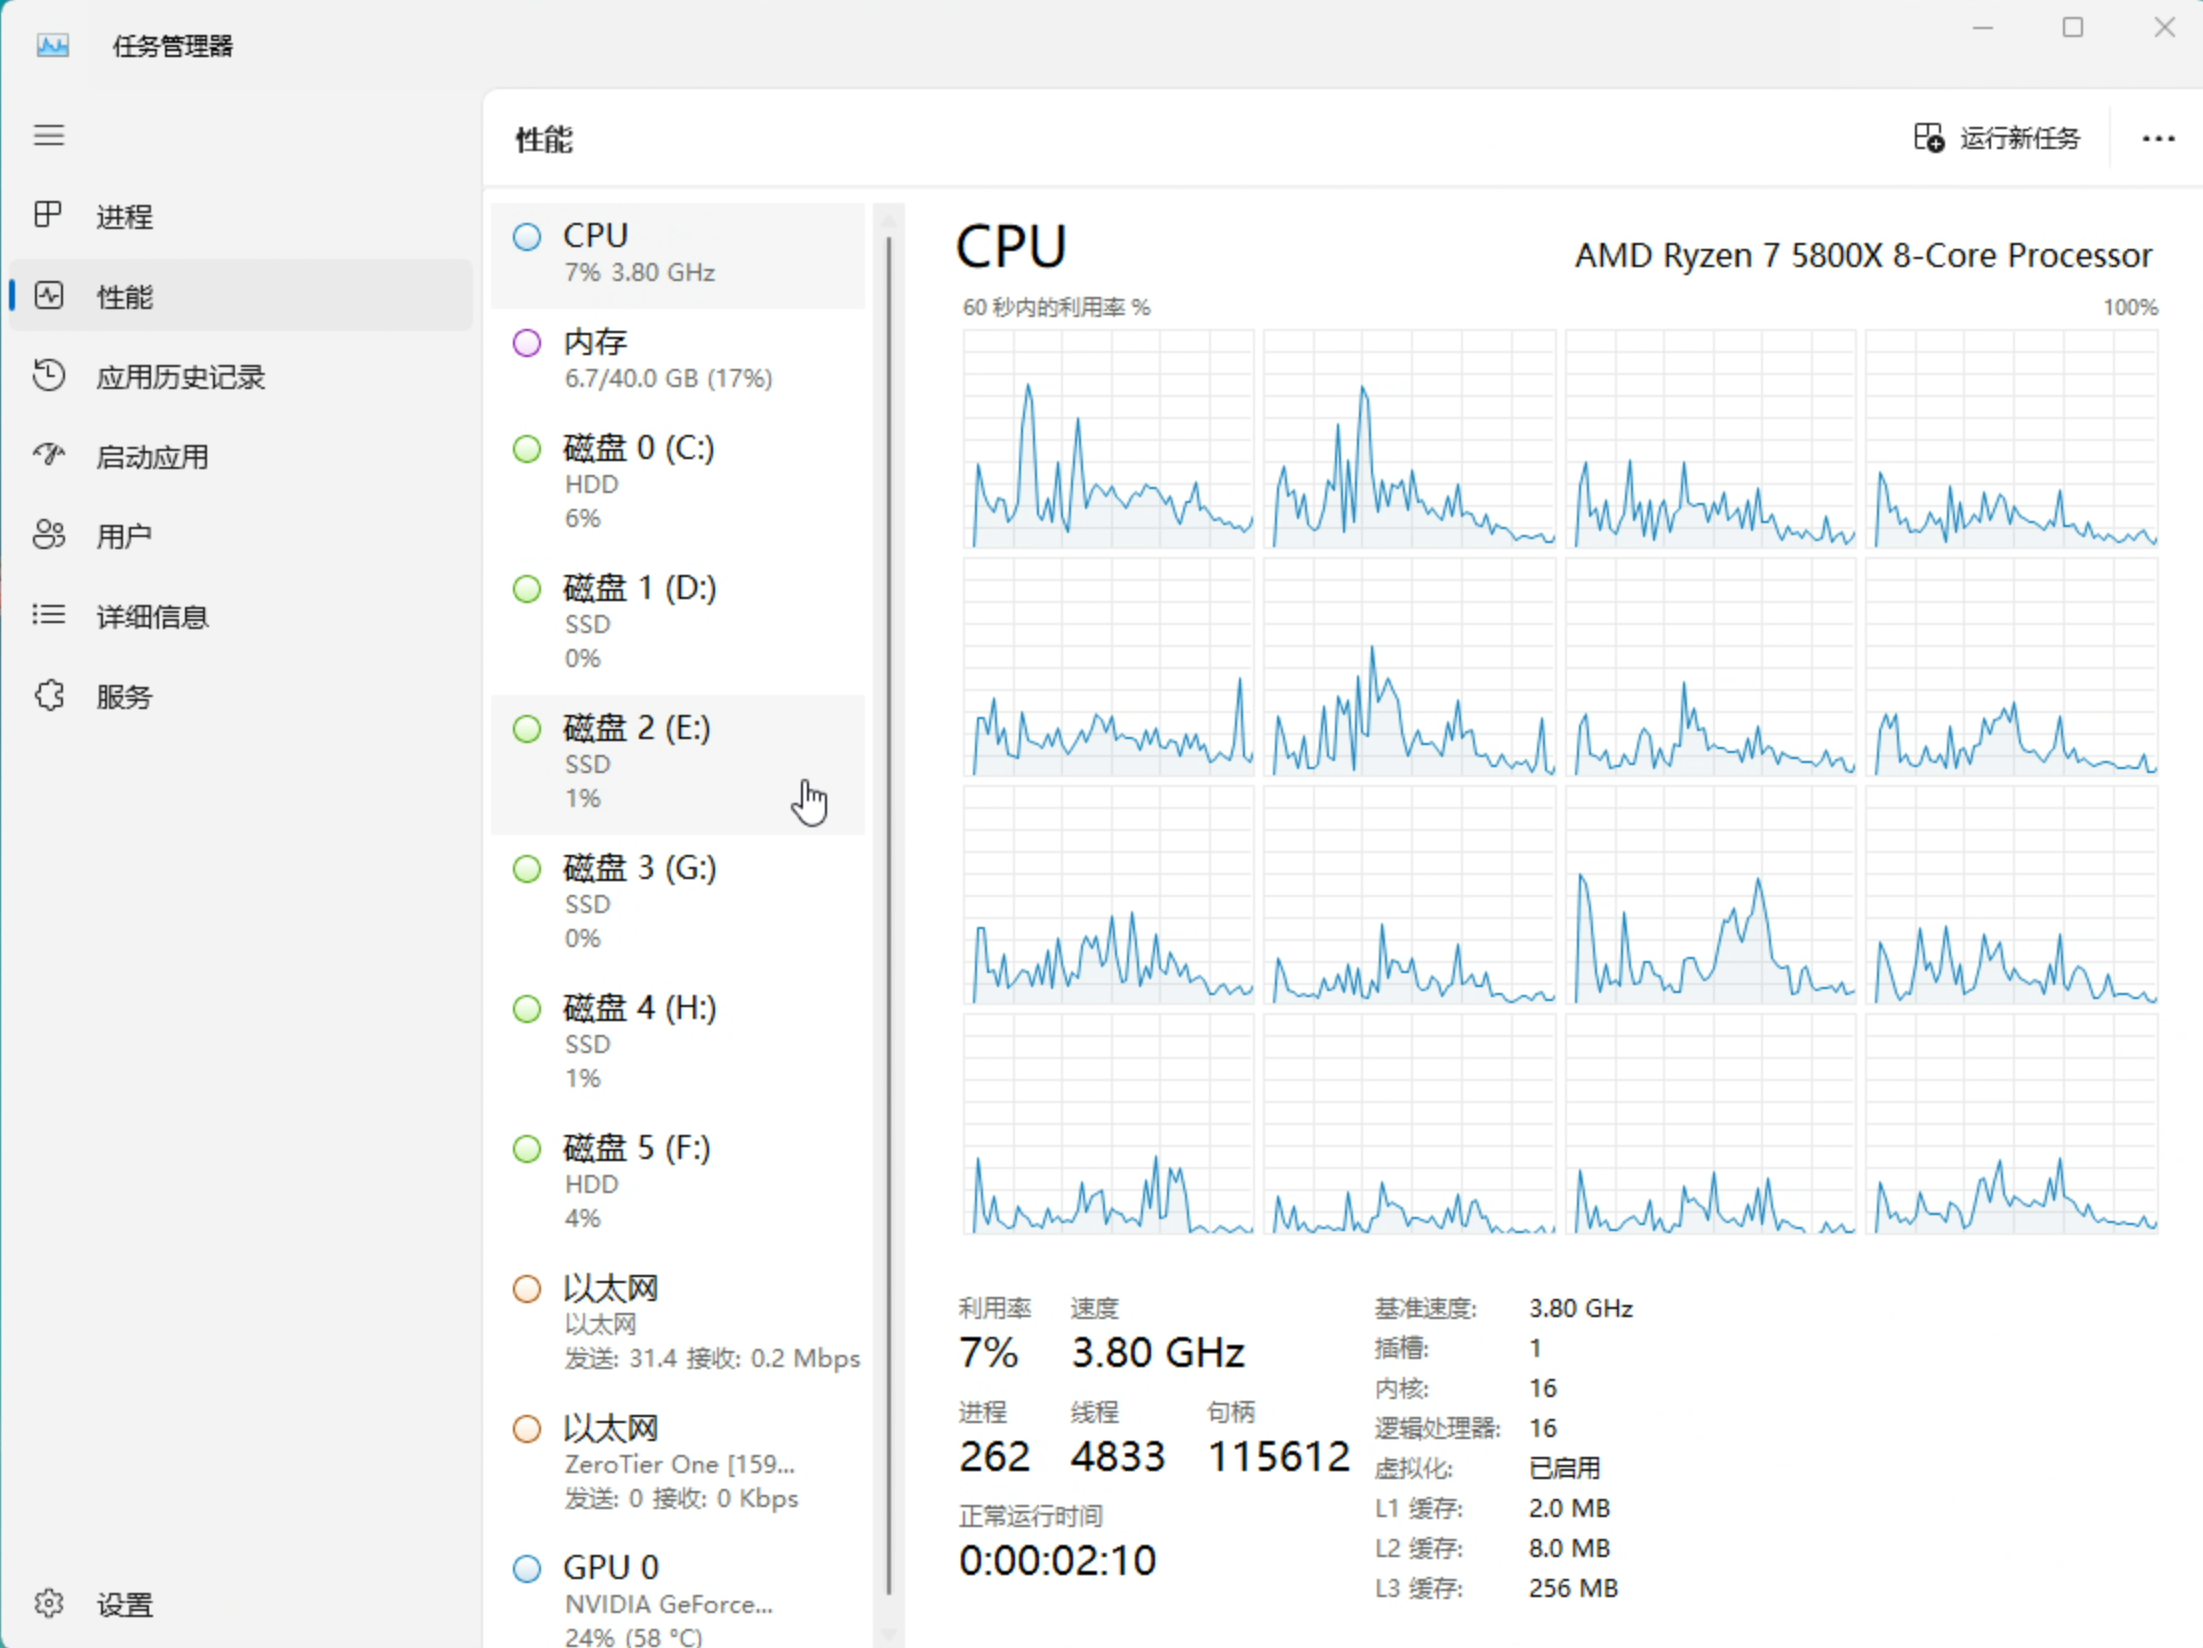 任务管理器
进程
性能
应用历史记录
启动应用
用户
详细信息
服务
设置
性能
运行新任务
CPU
7% 3.80 GHz
内存
6.7/40.0 GB (17%)
磁盘 0 (C:)
HDD
6%
磁盘 1 (D:)
SSD
0%
磁盘 2 (E:)
SSD
1%
磁盘 3 (G:)
SSD
0%
磁盘 4 (H:)
SSD
1%
磁盘 5 (F:)
HDD
4%
以太网
以太网
发送: 31.4 接收: 0.2 Mbps
以太网
ZeroTier One [159...
发送: 0 接收: 0 Kbps
GPU 0
NVIDIA GeForce...
24% (58 °C)
CPU
AMD Ryzen 7 5800X 8-Core Processor
60 秒内的利用率 %
100%
利用率 速度
7% 3.80 GHz
进程 线程 句柄
262 4833 115612
正常运行时间
0:00:02:10
基准速度: 3.80 GHz
插槽: 1
内核: 16
逻辑处理器: 16
虚拟化: 已启用
L1 缓存: 2.0 MB
L2 缓存: 8.0 MB
L3 缓存: 256 MB